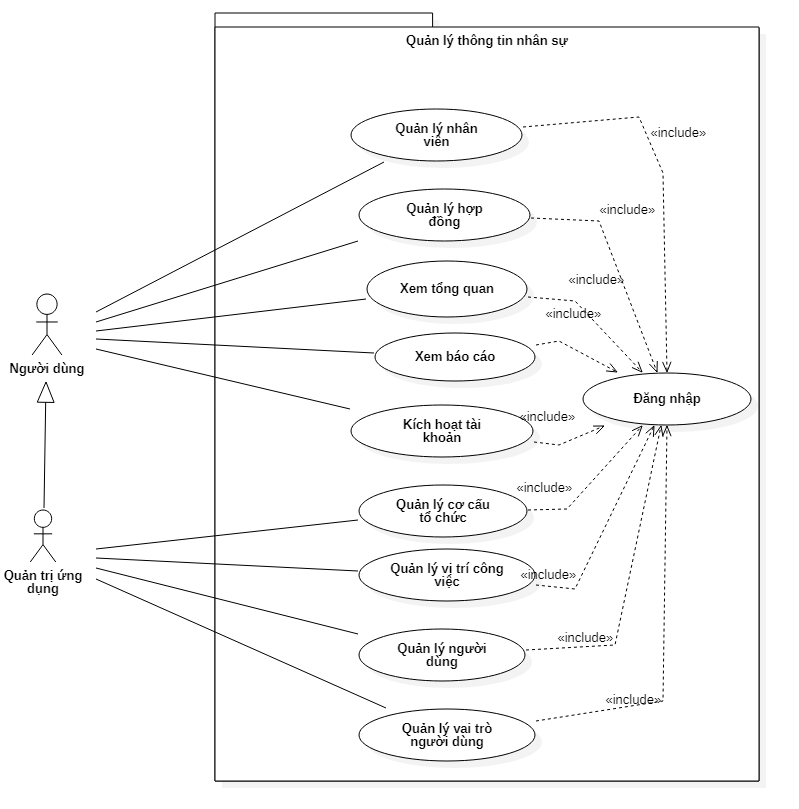 Quản lý thông tin nhân sự
Quản lý nhân
viên
«include»
Quản lý hợp
đồng
«include»
Xem tổng quan
«include»
«include»
Xem báo cáo
Người dùng
Đăng nhập
Kích hoạt tài
khoản
«include»
Quản lý cơ cấu
tổ chức
«include»
Quản lý vị trí công
việc
«include»
Quản trị ứng
dụng
Quản lý người
dùng
«include»
Quản lý vai trò
người dùng
«include»